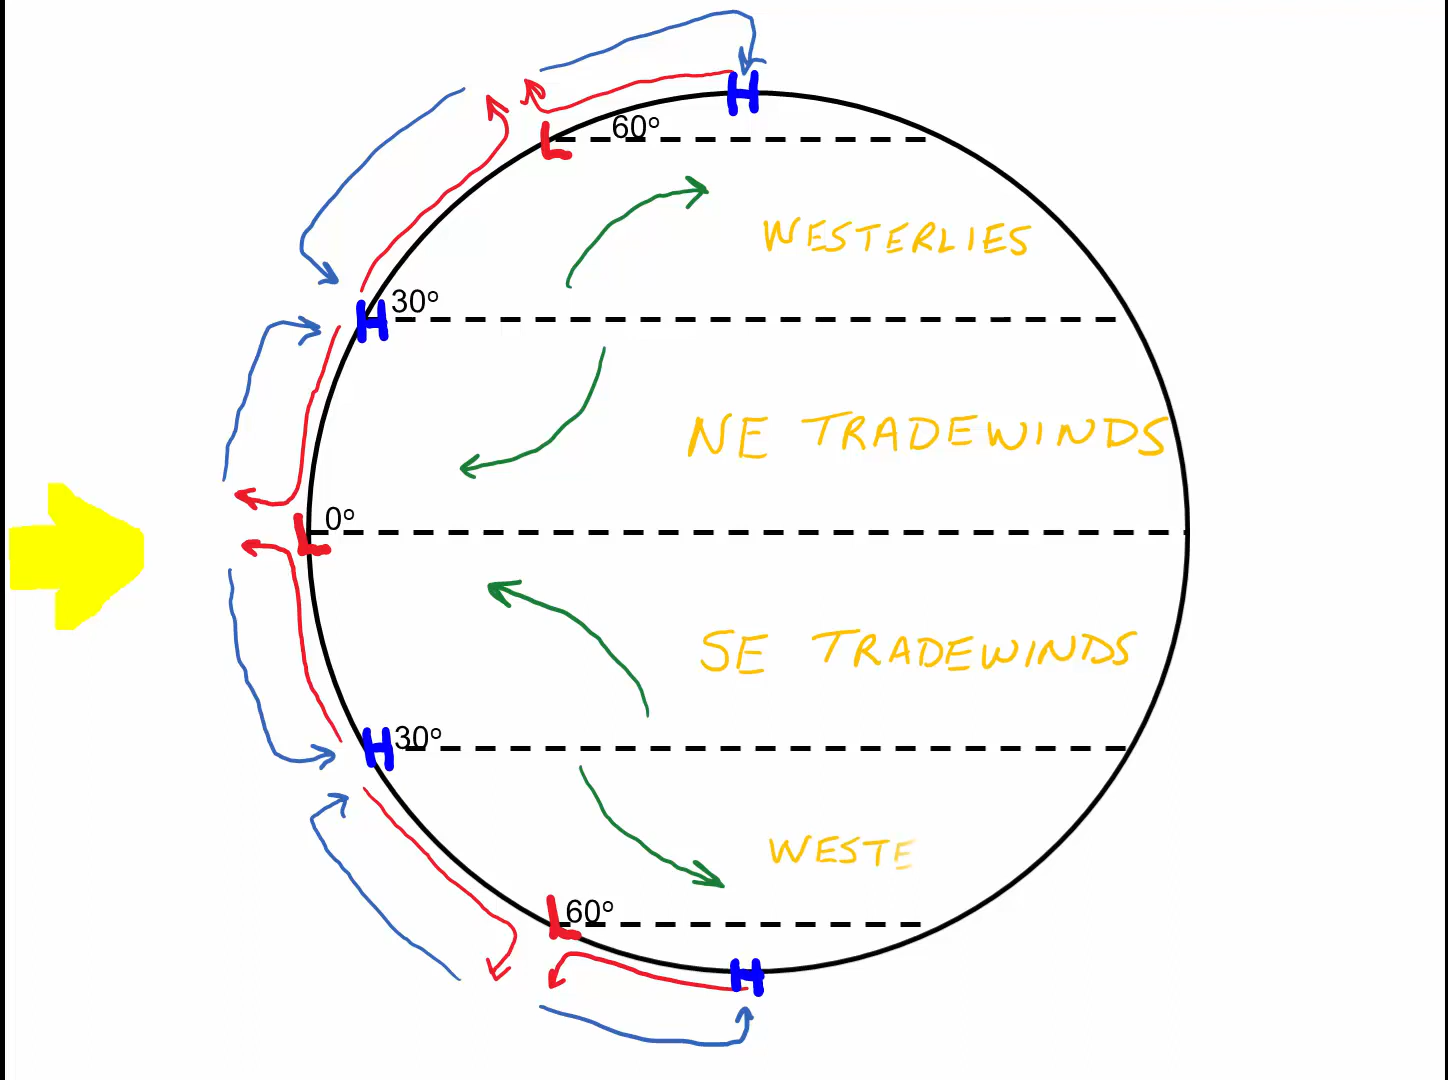 H
60°
L
WESTERLIES
30°
H
NE TRADEWINDS
0°
L
SE TRADEWINDS
H
30°
WESTE
60°
L
H